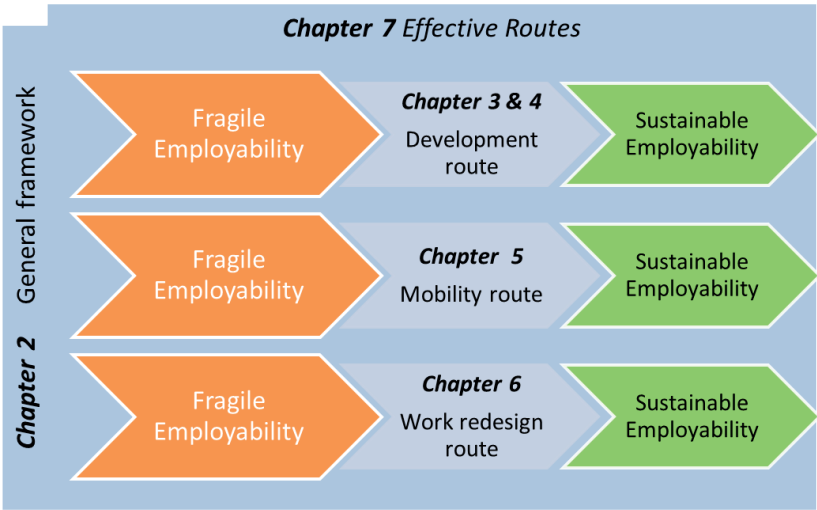 Chapter 7 Effective Routes
Chapter 2 General framework
Fragile
Employability
Chapter 3 & 4
Development
route
Sustainable
Employability
Fragile
Employability
Chapter 5
Mobility route
Sustainable
Employability
Fragile
Employability
Chapter 6
Work redesign
route
Sustainable
Employability